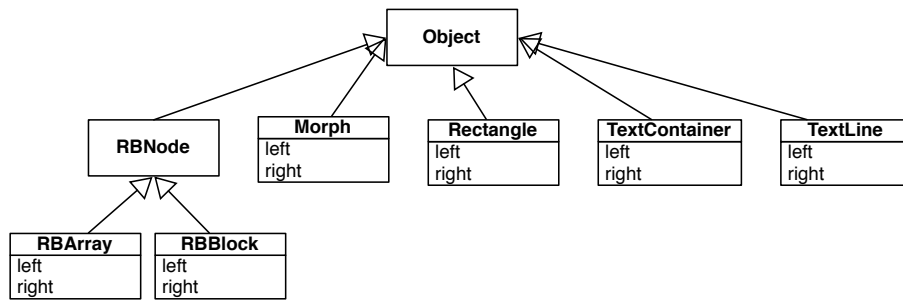 Object
RBNode
Morph
left
right
Rectangle
left
right
TextContainer
left
right
TextLine
left
right
RBArray
left
right
RBBlock
left
right